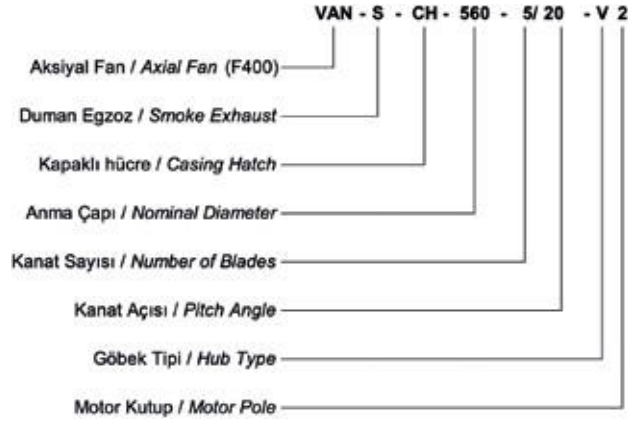 VAN - S - CH - 560 - 5/ 20 - V 2
Aksiyal Fan / Axial Fan (F400)
Duman Egzoz / Smoke Exhaust
Kapaklı hücre / Casing Hatch
Anma Çapı / Nominal Diameter
Kanat Sayısı / Number of Blades
Kanat Açısı / Pitch Angle
Göbek Tipi / Hub Type
Motor Kutup / Motor Pole